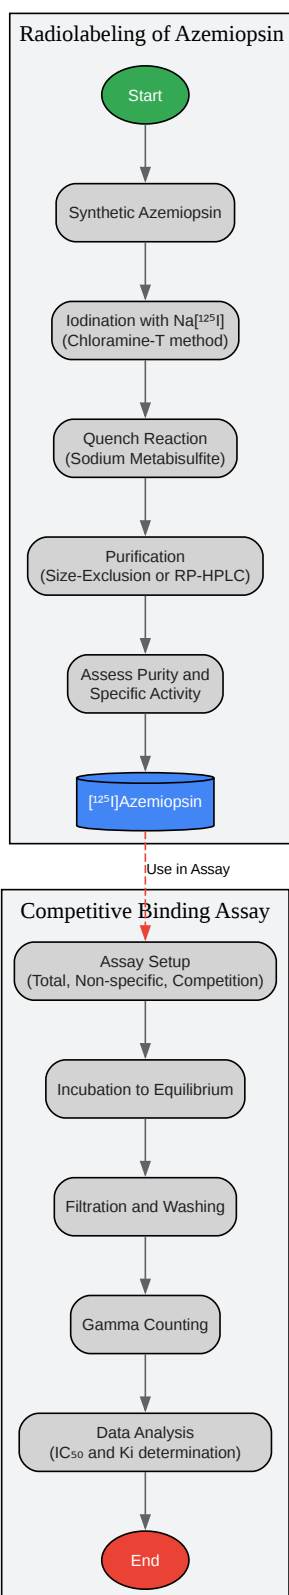 Radiolabeling of Azemiopsin
Start
Synthetic Azemiopsin
Iodination with Na[¹²⁵I]
(Chloramine-T method)
Quench Reaction
(Sodium Metabisulfite)
Purification
(Size-Exclusion or RP-HPLC)
Assess Purity and
Specific Activity
[¹²⁵I]Azemiopsin
Use in Assay
Competitive Binding Assay
Assay Setup
(Total, Non-specific, Competition)
Incubation to Equilibrium
Filtration and Washing
Gamma Counting
Data Analysis
(IC₅₀ and Ki determination)
End